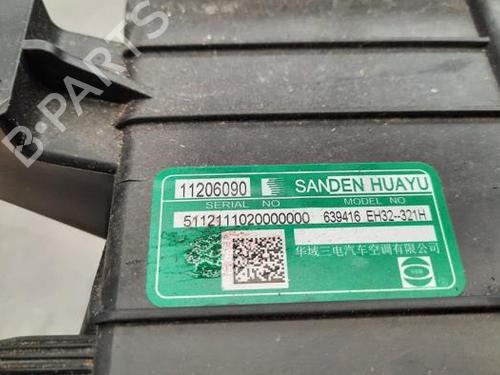 B-PARTS
11206090 SANDEN HUAYU
SERIAL NO MODEL NO
5112111020000000 639416 EH32--321H
华域三电汽车空调有限公司